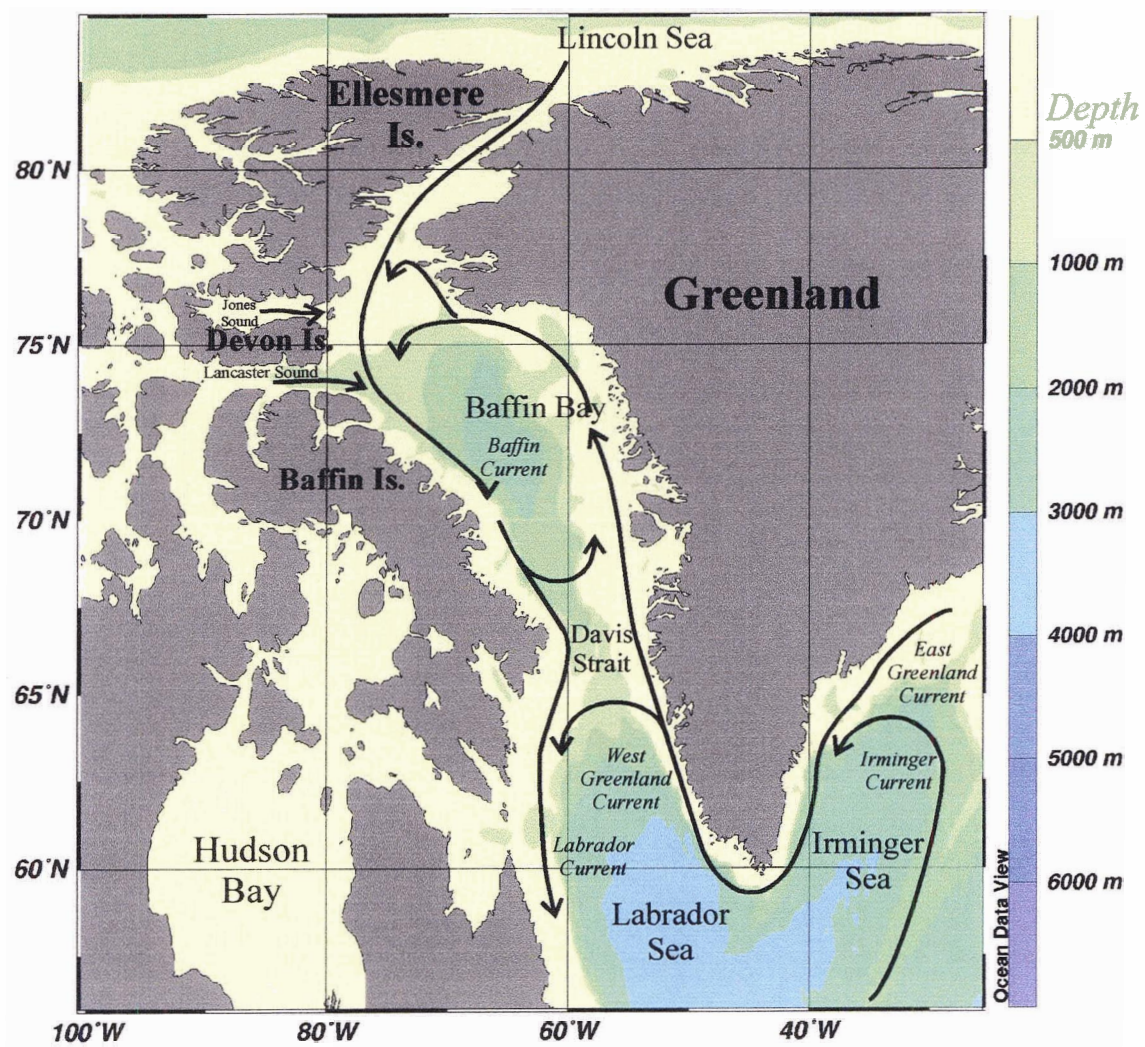 Lincoln Sea
Ellesmere
Is.
Depth
500 m
80°N
1000 m
Greenland
Jones
Sound
Devon Is.
75°N
Lancaster Sound
2000 m
Baffin Bay
Baffin
Current
Baffin Is.
70°N
3000 m
Davis
Strait
4000 m
East
Greenland
Current
65°N
West
Greenland
Current
Irminger
Current
5000 m
Hudson
Bay
Labrador
Current
Irminger
Sea
60°N
6000 m
Labrador
Sea
Ocean Data View
100°W
80°W
60°W
40°W